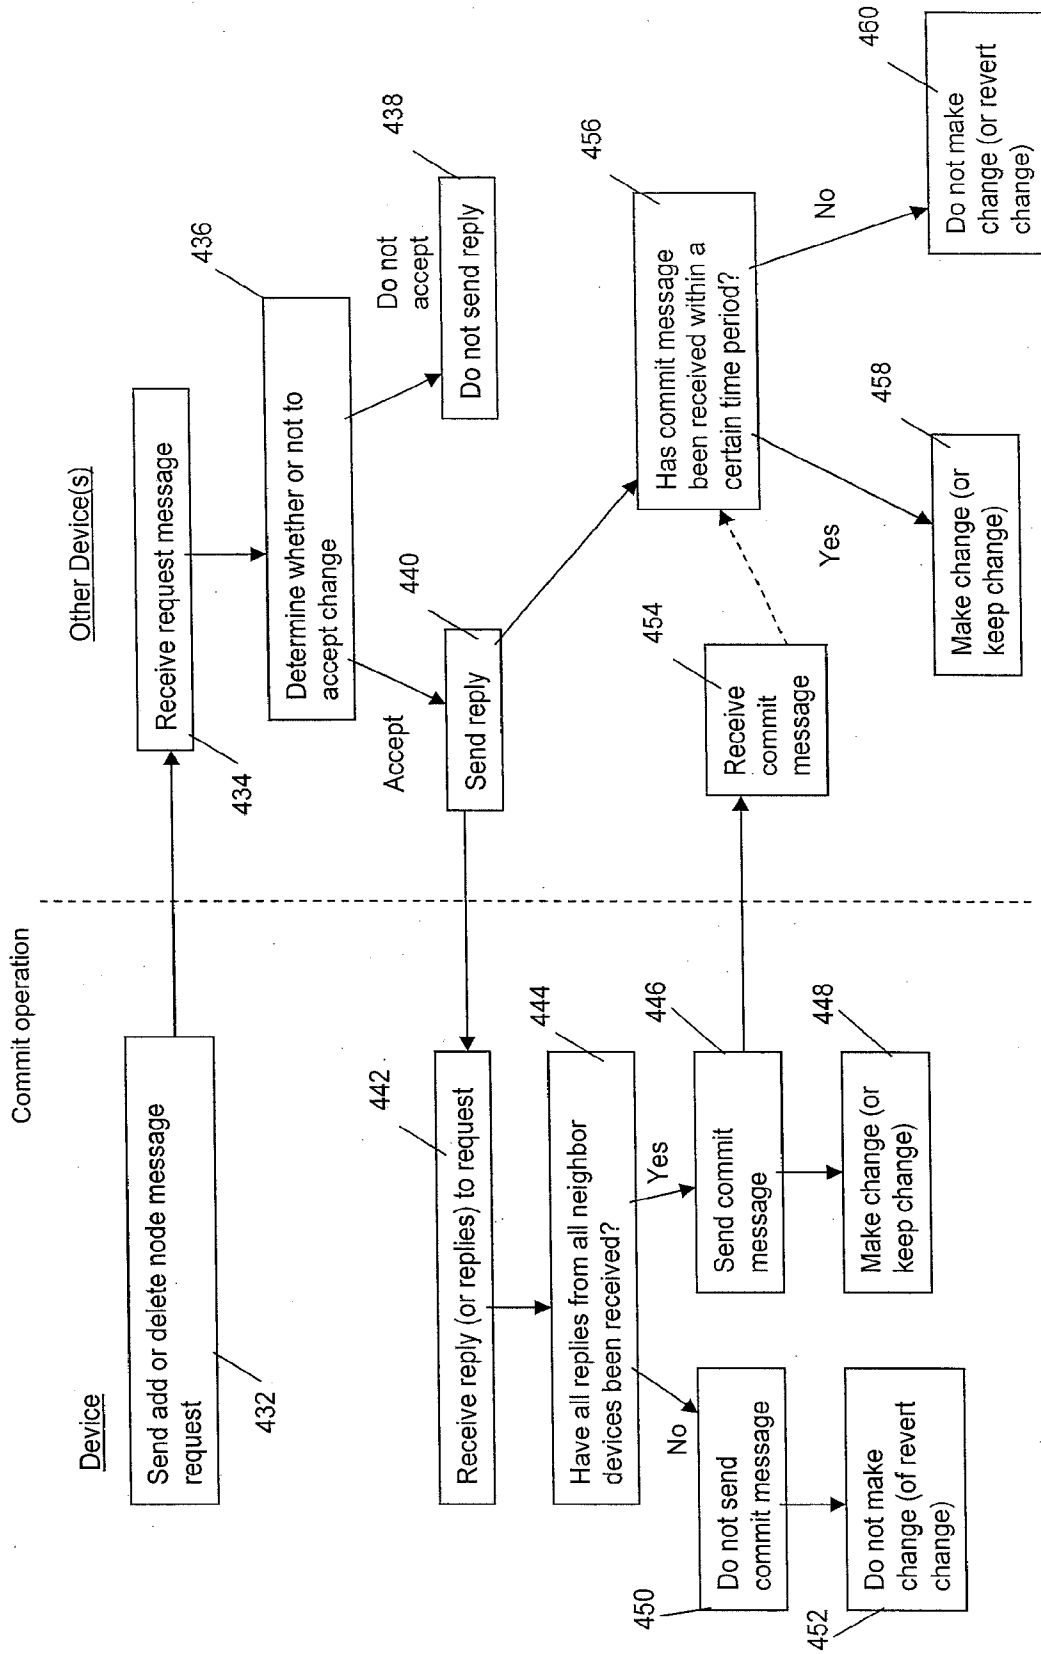 Commit operation
Device
Other Device(s)
Send add or delete node message
request
432
Receive request message
434
Determine whether or not to
accept change
436
Do not
accept
Do not send reply
438
Accept
Send reply
440
Receive reply (or replies) to request
442
Have all replies from all neighbor
devices been received?
444
Yes
Send commit
message
446
Make change (or
keep change)
448
No
Do not send
commit message
450
Do not make
change (of revert
change)
452
Receive
commit
message
454
Has commit message
been received within a
certain time period?
456
Yes
Make change (or
keep change)
458
No
Do not make
change (or revert
change)
460